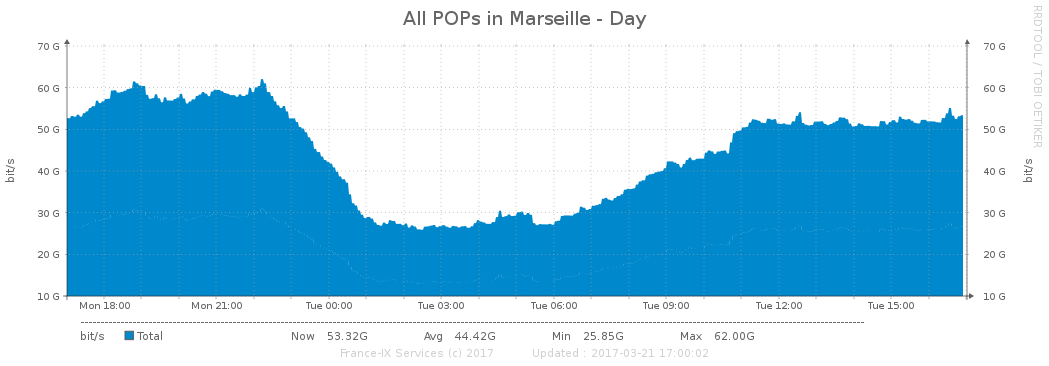 All POPs in Marseille - Day
RRDTOOL / TOBI OETIKER
70 G 70 G
60 G 60 G
50 G 50 G
40 G 40 G
30 G 30 G
20 G 20 G
10 G 10 G
bit/s
bit/s
Mon 18:00 Mon 21:00 Tue 00:00 Tue 03:00 Tue 06:00 Tue 09:00 Tue 12:00 Tue 15:00
bit/s Total Now 53.32G Avg 44.42G Min 25.85G Max 62.00G
France-IX Services (c) 2017 Updated : 2017-03-21 17:00:02